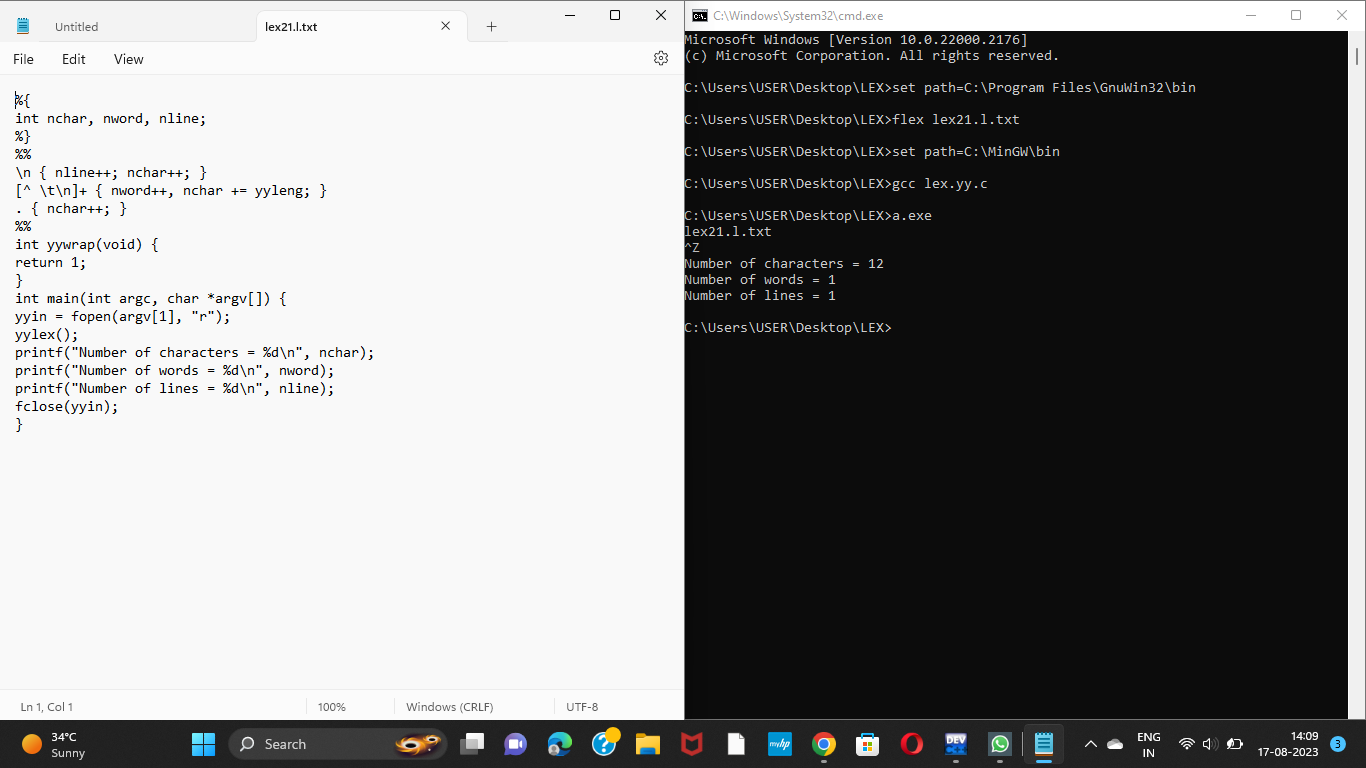 Untitled
lex21.l.txt
File Edit View
%{
int nchar, nword, nline;
%}
%%
\n { nline++; nchar++; }
[^ \t\n]+ { nword++, nchar += yyleng; }
. { nchar++; }
%%
int yywrap(void) {
return 1;
}
int main(int argc, char *argv[]) {
yyin = fopen(argv[1], "r");
yylex();
printf("Number of characters = %d\n", nchar);
printf("Number of words = %d\n", nword);
printf("Number of lines = %d\n", nline);
fclose(yyin);
}
Ln 1, Col 1 100% Windows (CRLF) UTF-8
C:\Windows\System32\cmd.exe
Microsoft Windows [Version 10.0.22000.2176]
(c) Microsoft Corporation. All rights reserved.
C:\Users\USER\Desktop\LEX>set path=C:\Program Files\GnuWin32\bin
C:\Users\USER\Desktop\LEX>flex lex21.l.txt
C:\Users\USER\Desktop\LEX>set path=C:\MinGW\bin
C:\Users\USER\Desktop\LEX>gcc lex.yy.c
C:\Users\USER\Desktop\LEX>a.exe
lex21.l.txt
^Z
Number of characters = 12
Number of words = 1
Number of lines = 1
C:\Users\USER\Desktop\LEX>
34°C
Sunny
Search
myhp
DEV
ENG
IN
14:09
17-08-2023
3